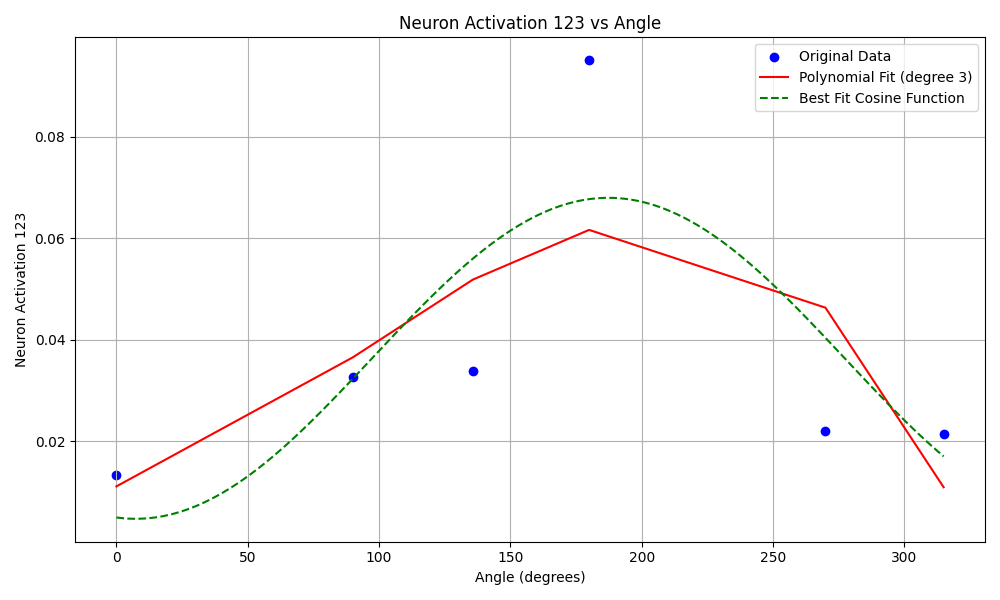 Neuron Activation 123 vs Angle
Original Data
Polynomial Fit (degree 3)
Best Fit Cosine Function
Neuron Activation 123
0.08
0.06
0.04
0.02
0 50 100 150 200 250 300
Angle (degrees)